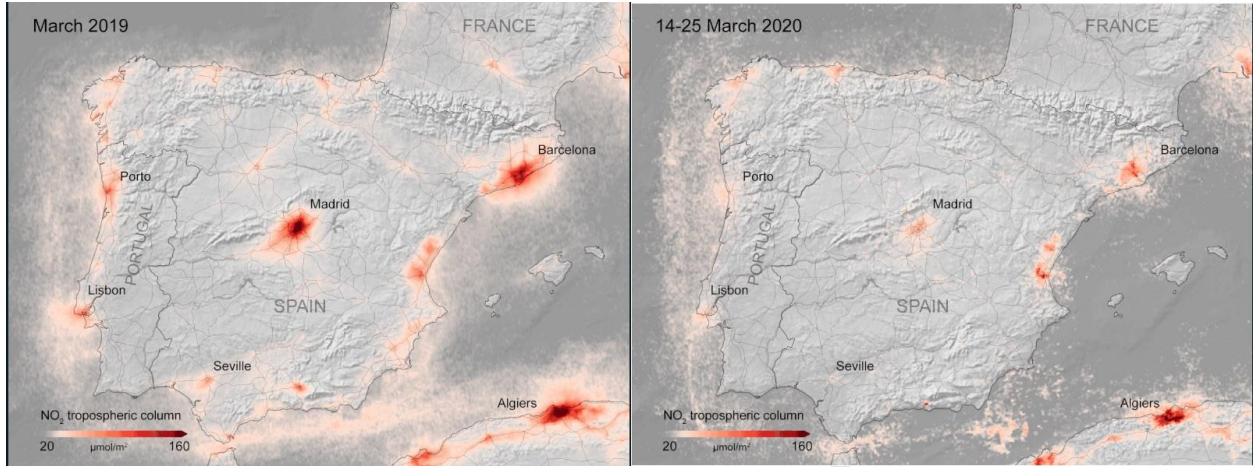 March 2019
FRANCE
Barcelona
Porto
Madrid
PORTUGAL
Lisbon
SPAIN
Seville
Algiers
NO₂ tropospheric column
20 µmol/m² 160
14-25 March 2020
FRANCE
Barcelona
Porto
Madrid
PORTUGAL
Lisbon
SPAIN
Seville
Algiers
NO₂ tropospheric column
20 µmol/m² 160